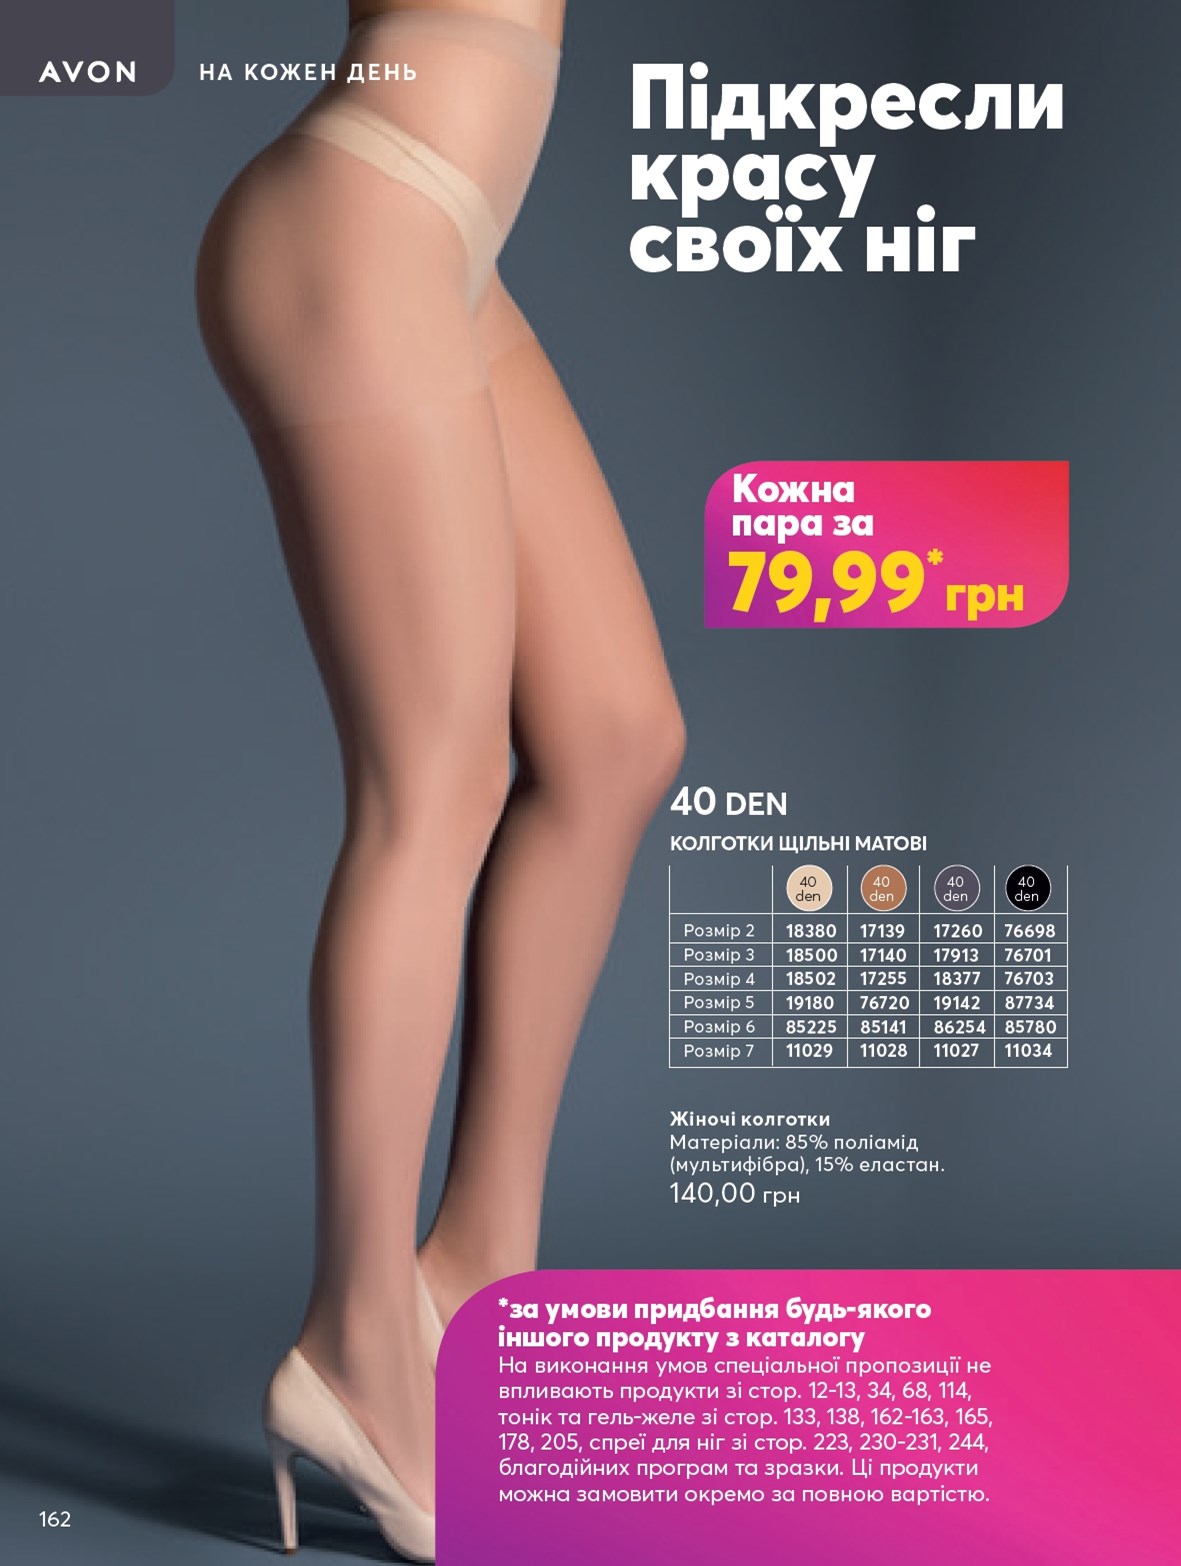 AVON
НА КОЖЕН ДЕНЬ
Підкресли
красу
своїх ніг
Кожна
пара за
79,99* грн
40 DEN
КОЛГОТКИ ЩІЛЬНІ МАТОВІ
40 den 40 den 40 den 40 den
Розмір 2 18380 17139 17260 76698
Розмір 3 18500 17140 17913 76701
Розмір 4 18502 17255 18377 76703
Розмір 5 19180 76720 19142 87734
Розмір 6 85225 85141 86254 85780
Розмір 7 11029 11028 11027 11034
Жіночі колготки
Матеріали: 85% поліамід
(мультифібра), 15% еластан.
140,00 грн
*за умови придбання будь-якого
іншого продукту з каталогу
На виконання умов спеціальної пропозиції не
впливають продукти зі стор. 12-13, 34, 68, 114,
тонік та гель-желе зі стор. 133, 138, 162-163, 165,
178, 205, спреї для ніг зі стор. 223, 230-231, 244,
благодійних програм та зразки. Ці продукти
можна замовити окремо за повною вартістю.
162